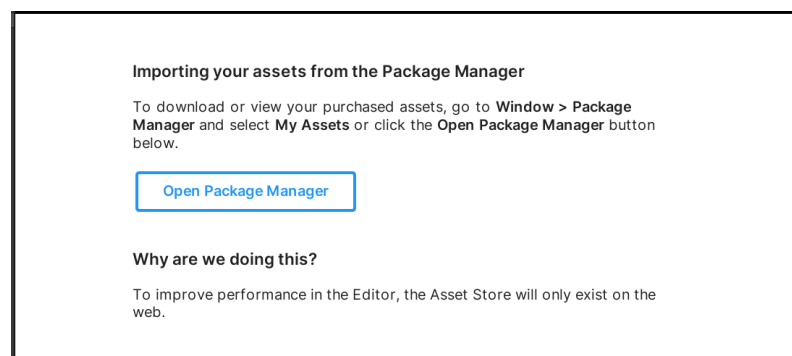 Importing your assets from the Package Manager
To download or view your purchased assets, go to Window > Package
Manager and select My Assets or click the Open Package Manager button
below.
Open Package Manager
Why are we doing this?
To improve performance in the Editor, the Asset Store will only exist on the
web.